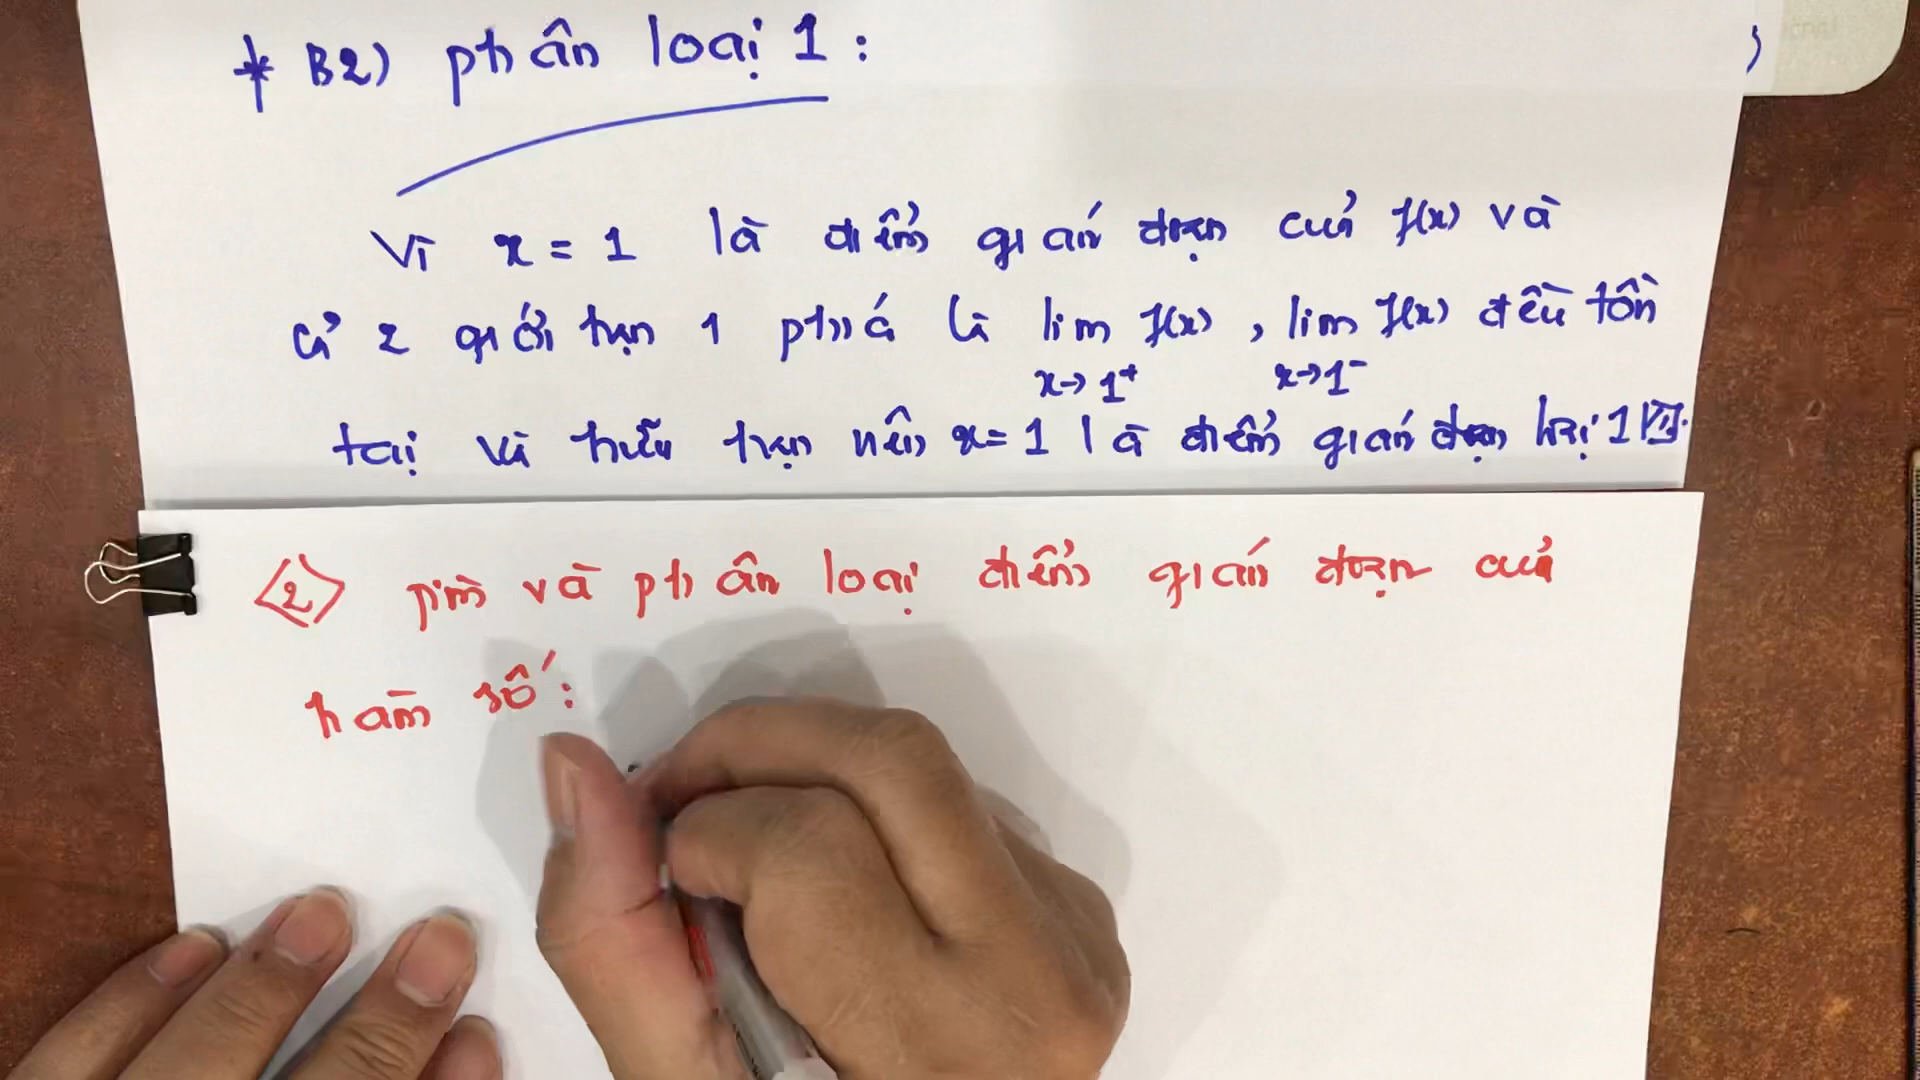 * B2) phân loại 1:
Vì x = 1 là điểm gián đoạn của f(x) và
cả 2 giới hạn 1 phía là lim f(x), lim f(x) đều tồn
x→1⁺ x→1⁻
tại và hữu hạn nên x = 1 là điểm gián đoạn loại 1
<2> Tìm và phân loại điểm gián đoạn của
hàm số: